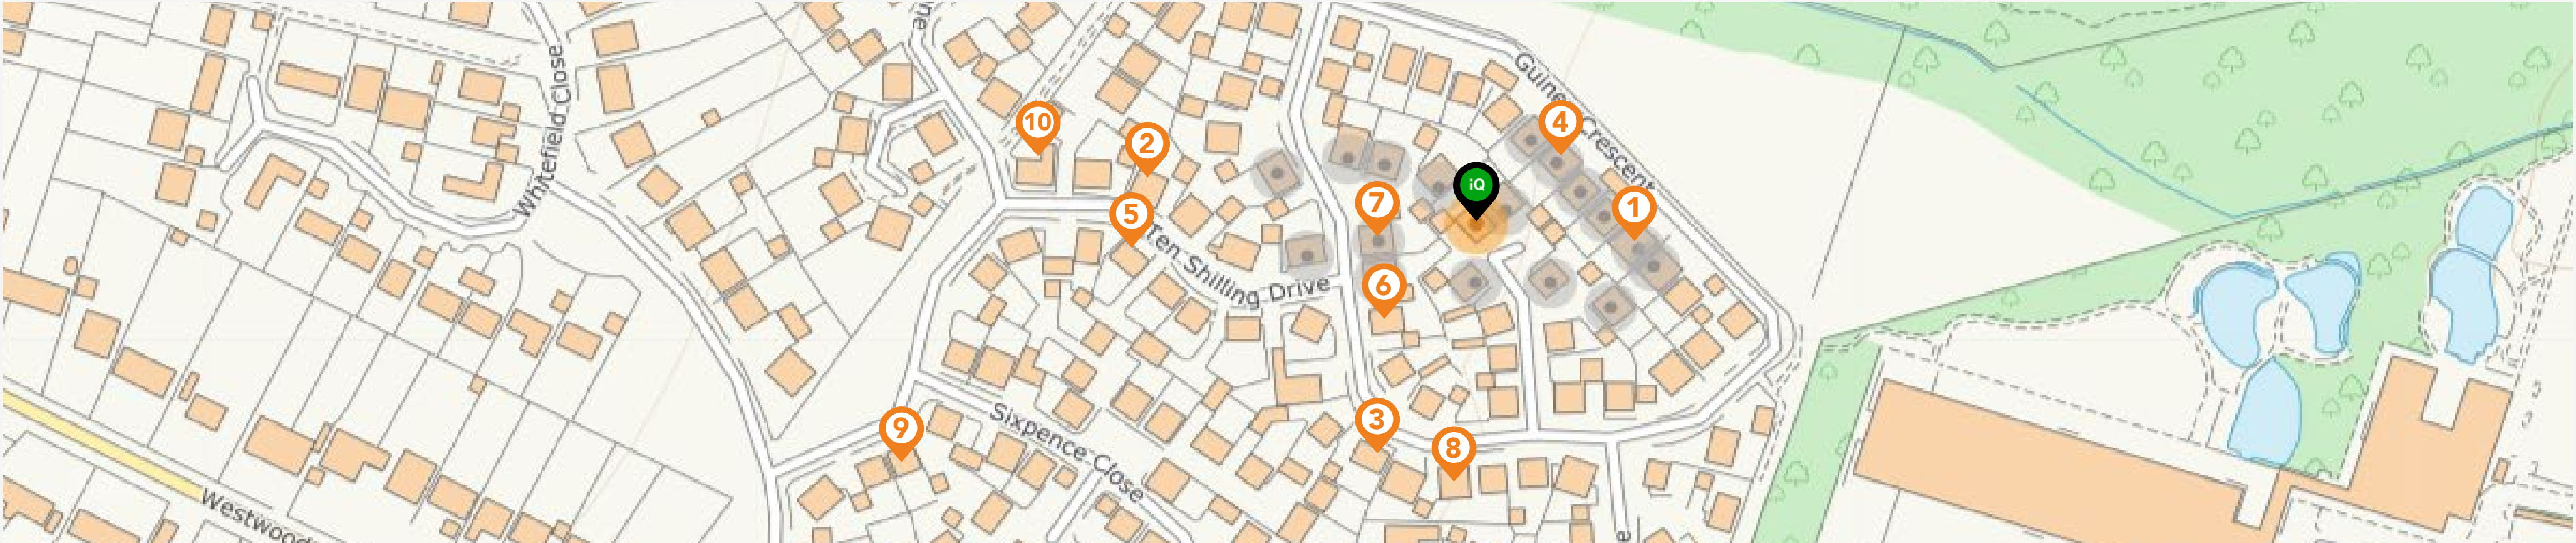 Whitefield Close
Guine
Crescent
10
2
4
5
7
iQ
1
6
Ten Shilling Drive
3
9
8
Sixpence Close
Westwood